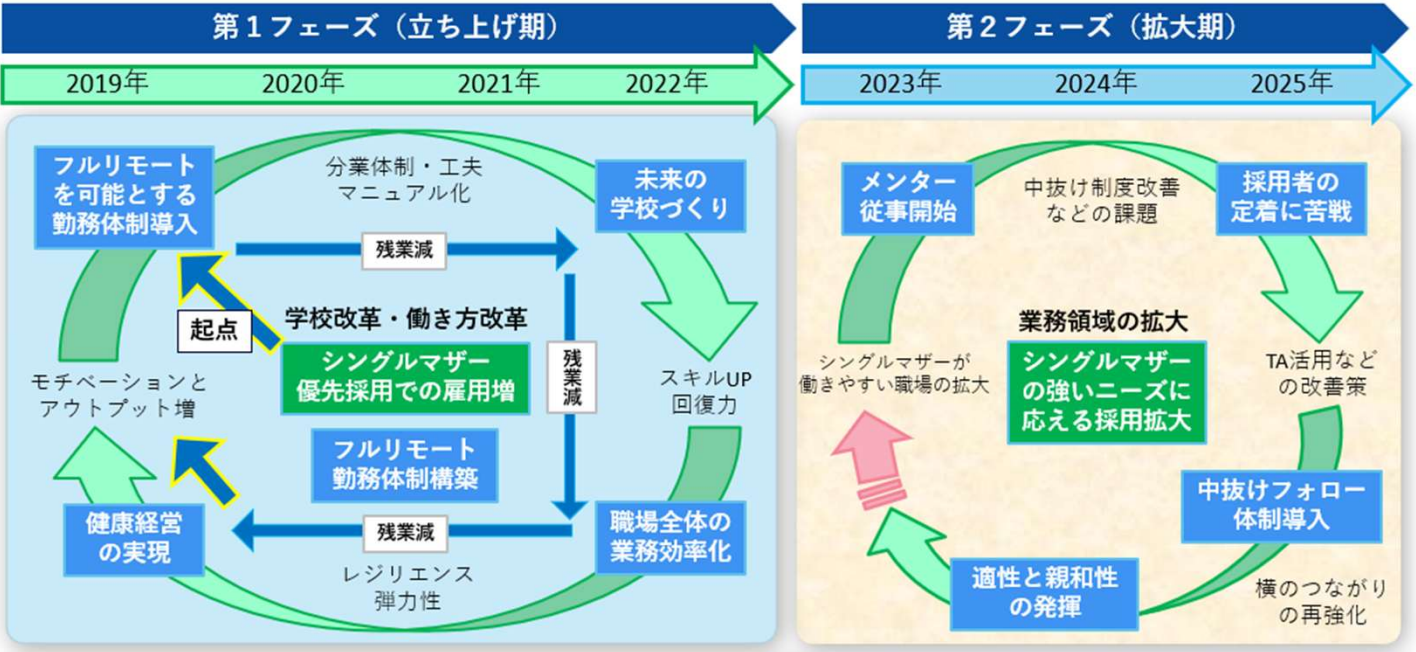 第１フェーズ（立ち上げ期）
2019年
2020年
2021年
2022年
フルリモート
を可能とする
勤務体制導入
分業体制・工夫
マニュアル化
未来の
学校づくり
残業減
起点
学校改革・働き方改革
シングルマザー
優先採用での雇用増
残業減
モチベーションと
アウトプット増
スキルUP
回復力
フルリモート
勤務体制構築
健康経営
の実現
残業減
職場全体の
業務効率化
レジリエンス
弾力性
第２フェーズ（拡大期）
2023年
2024年
2025年
メンター
従事開始
中抜け制度改善
などの課題
採用者の
定着に苦戦
業務領域の拡大
シングルマザー
の強いニーズに
応える採用拡大
シングルマザーが
働きやすい職場の拡大
TA活用など
の改善策
中抜けフォロー
体制導入
適性と親和性
の発揮
横のつながり
の再強化